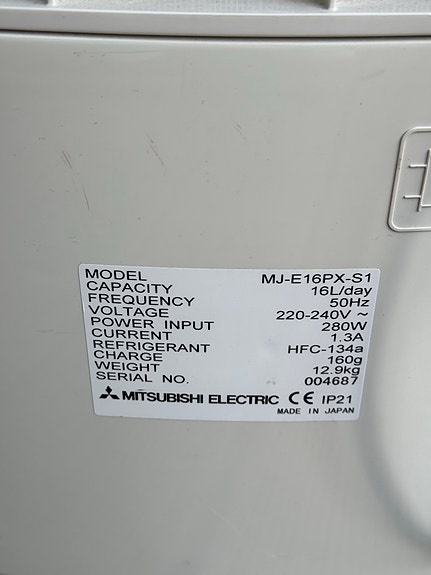 MODEL MJ-E16PX-S1
CAPACITY 16L/day
FREQUENCY 50Hz
VOLTAGE 220-240V ~
POWER INPUT 280W
CURRENT 1.3A
REFRIGERANT HFC-134a
CHARGE 160g
WEIGHT 12.9kg
SERIAL NO. 004687
MITSUBISHI ELECTRIC CE IP21
MADE IN JAPAN